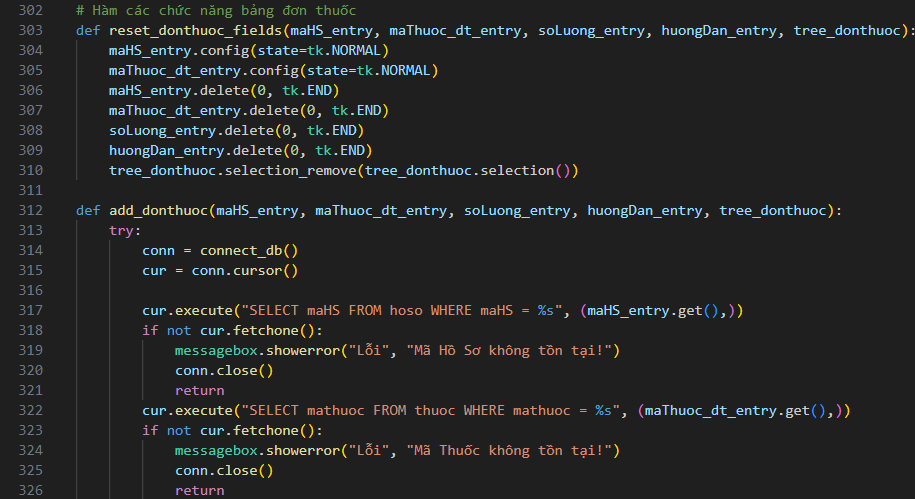 302 # Hàm các chức năng bảng đơn thuốc
303 def reset_donthuoc_fields(maHS_entry, maThuoc_dt_entry, soLuong_entry, huongDan_entry, tree_donthuoc):
304     maHS_entry.config(state=tk.NORMAL)
305     maThuoc_dt_entry.config(state=tk.NORMAL)
306     maHS_entry.delete(0, tk.END)
307     maThuoc_dt_entry.delete(0, tk.END)
308     soLuong_entry.delete(0, tk.END)
309     huongDan_entry.delete(0, tk.END)
310     tree_donthuoc.selection_remove(tree_donthuoc.selection())
311
312 def add_donthuoc(maHS_entry, maThuoc_dt_entry, soLuong_entry, huongDan_entry, tree_donthuoc):
313     try:
314         conn = connect_db()
315         cur = conn.cursor()
316
317         cur.execute("SELECT maHS FROM hoso WHERE maHS = %s", (maHS_entry.get(),))
318         if not cur.fetchone():
319             messagebox.showerror("Lỗi", "Mã Hồ Sơ không tồn tại!")
320             conn.close()
321             return
322         cur.execute("SELECT mathuoc FROM thuoc WHERE mathuoc = %s", (maThuoc_dt_entry.get(),))
323         if not cur.fetchone():
324             messagebox.showerror("Lỗi", "Mã Thuốc không tồn tại!")
325             conn.close()
326             return